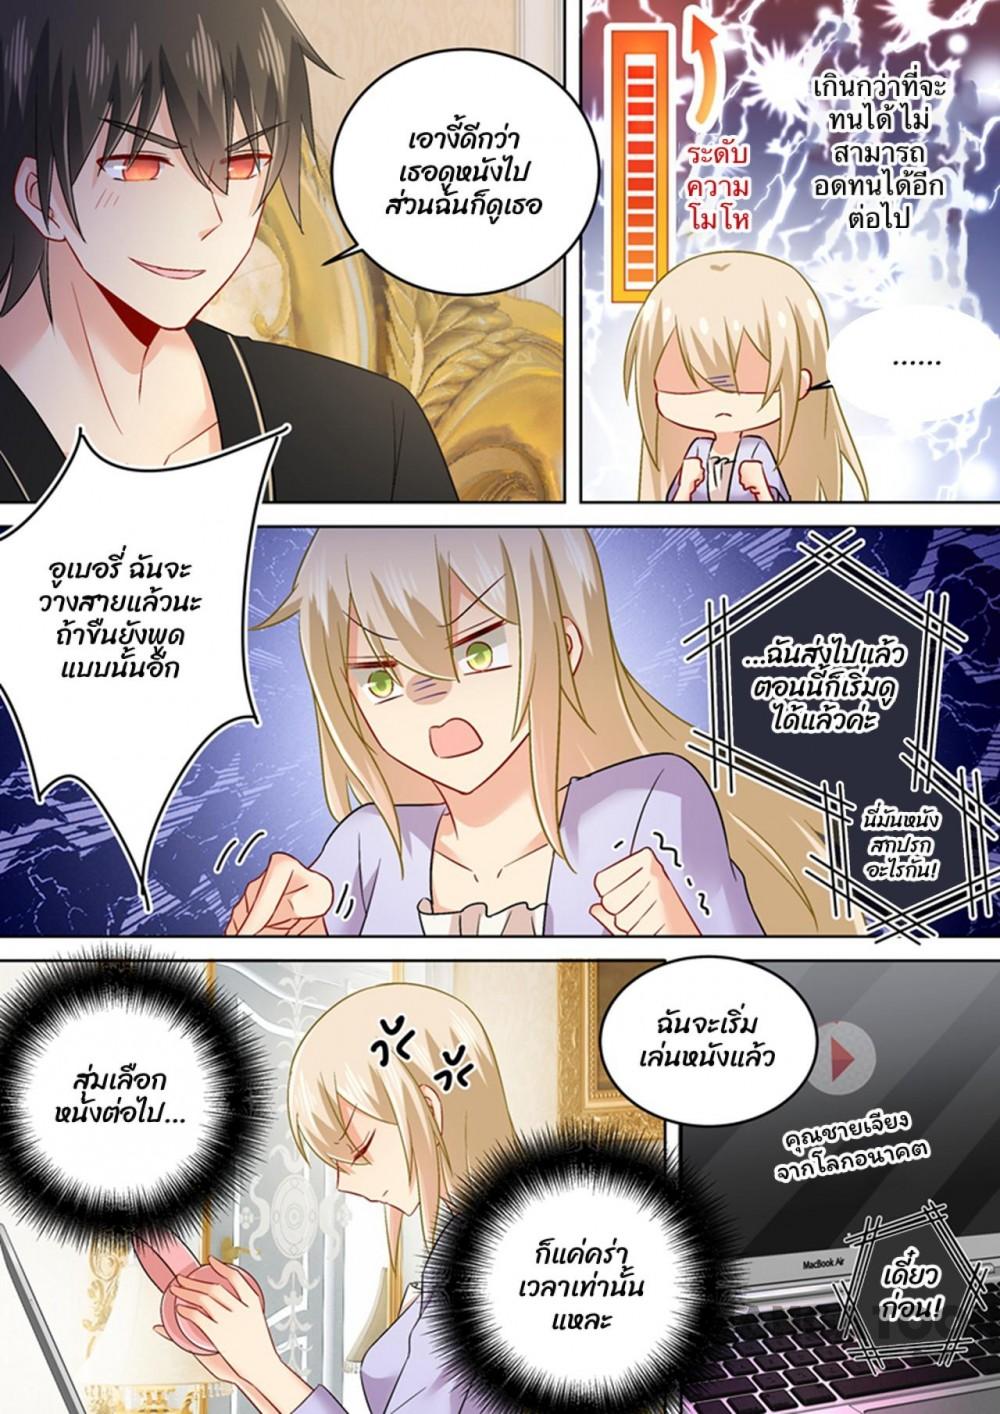 เอางี้ดีกว่า
เธอดูหนังไป
ส่วนฉันก็ดูเธอ
ระดับ
ความ
โมโห
เกินกว่าที่จะ
ทนได้ ไม่
สามารถ
อดทนได้อีก
ต่อไป
......
อูเบอรี่ ฉันจะ
วางสายแล้วนะ
ถ้าขืนยังพูด
แบบนั้นอีก
...ฉันส่งไปแล้ว
ตอนนี้ก็เริ่มดู
ได้แล้วค่ะ
นี่มันหนัง
สกปรก
อะไรกัน!
สุ่มเลือก
หนังต่อไป...
ก็แค่คร่า
เวลาเท่านั้น
แหละ
ฉันจะเริ่ม
เล่นหนังแล้ว
คุณชายเจียง
จากโลกอนาคต
MacBook Air
เดี๋ยว
ก่อน!